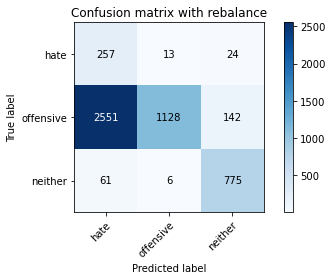 Confusion matrix with rebalance
hate 257 13 24
offensive 2551 1128 142
neither 61 6 775
True label
hate offensive neither
Predicted label
2500
2000
1500
1000
500